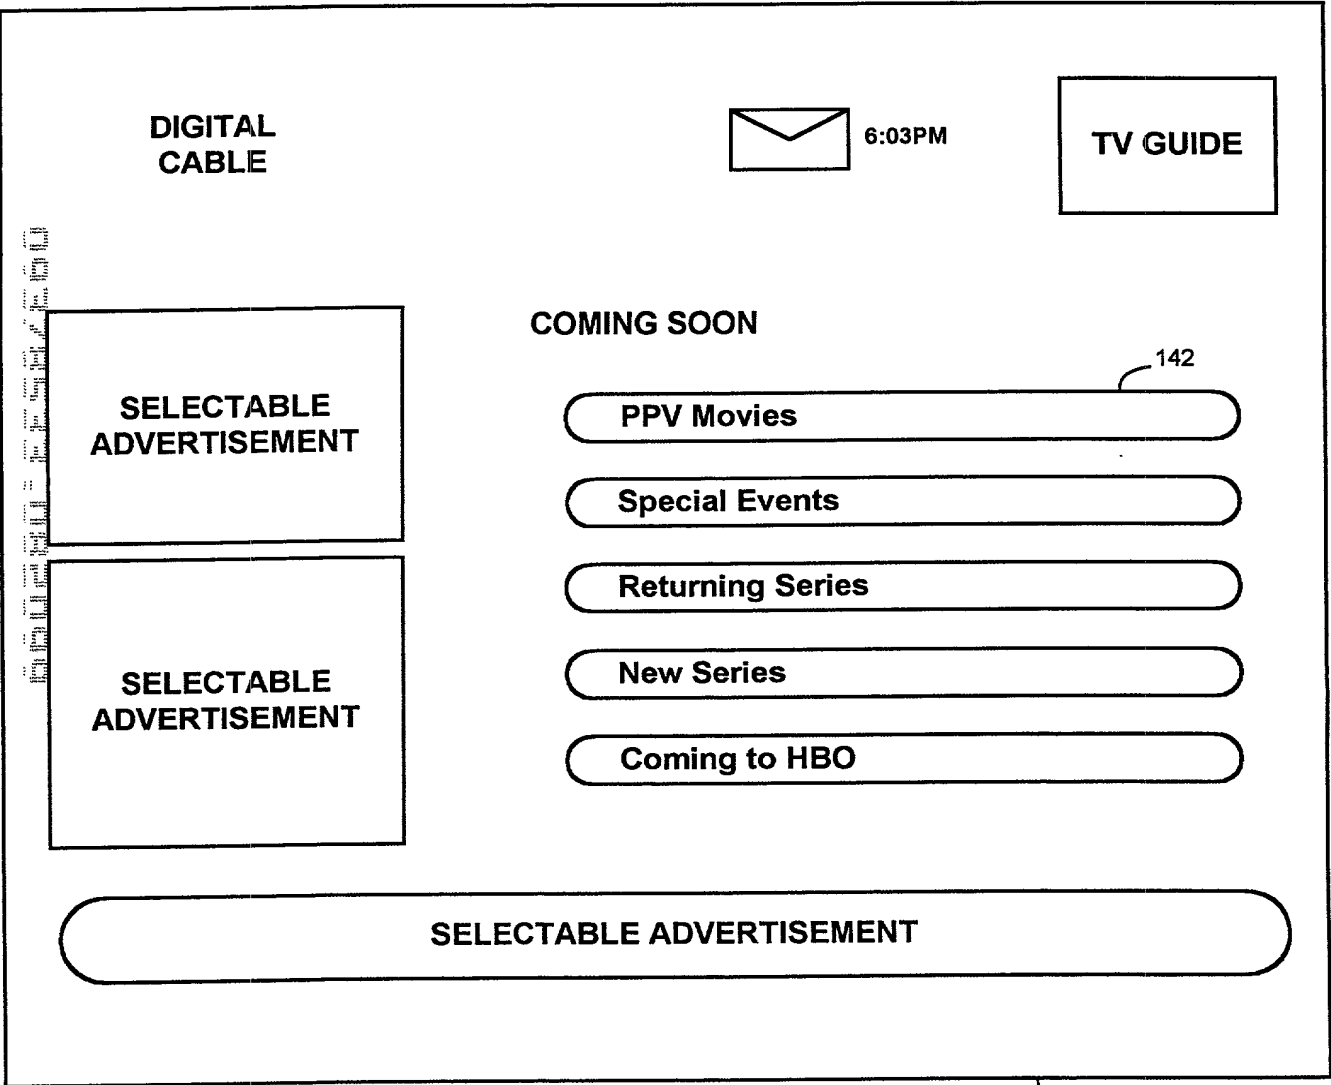 DIGITAL
CABLE
6:03PM
TV GUIDE
COMING SOON
142
SELECTABLE
ADVERTISEMENT
PPV Movies
Special Events
Returning Series
SELECTABLE
ADVERTISEMENT
New Series
Coming to HBO
SELECTABLE ADVERTISEMENT